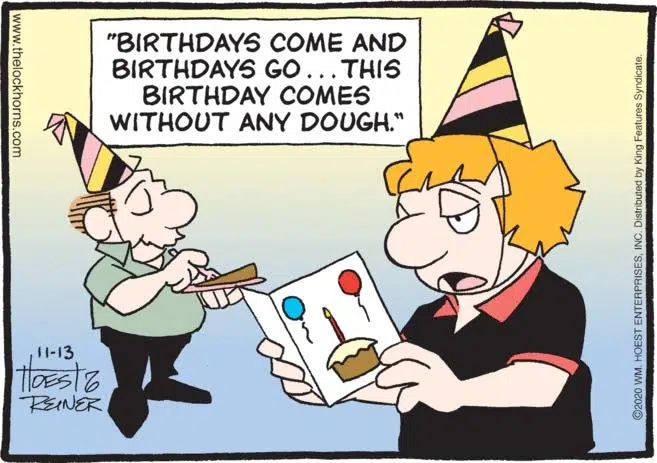 "BIRTHDAYS COME AND
BIRTHDAYS GO...THIS
BIRTHDAY COMES
WITHOUT ANY DOUGH."
www.thelockhorns.com
11-13
HOEST &
REINER
©2020 WM. HOEST ENTERPRISES, INC. Distributed by King Features Syndicate.